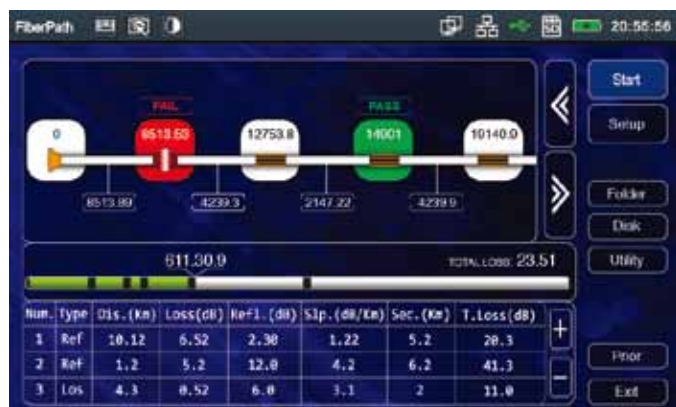 FiberPath 20:55:56
Start
Setup
Folder
Disk
Utility
Prior
Exit
FAIL PASS
0 8513.53 12753.8 14901 19140.9
8513.89 4239.3 2147.22 4239.9
611.30.9 TOTAL LOSS: 23.51
Num. Type Dis.(Km) Loss(dB) Refl.(dB) Slp.(dB/Km) Sec.(Km) T.Loss(dB)
1 Ref 10.12 6.52 2.30 1.22 5.2 20.3
2 Ref 1.2 5.2 12.0 4.2 6.2 41.3
3 Los 4.3 0.52 6.0 3.1 2 11.0